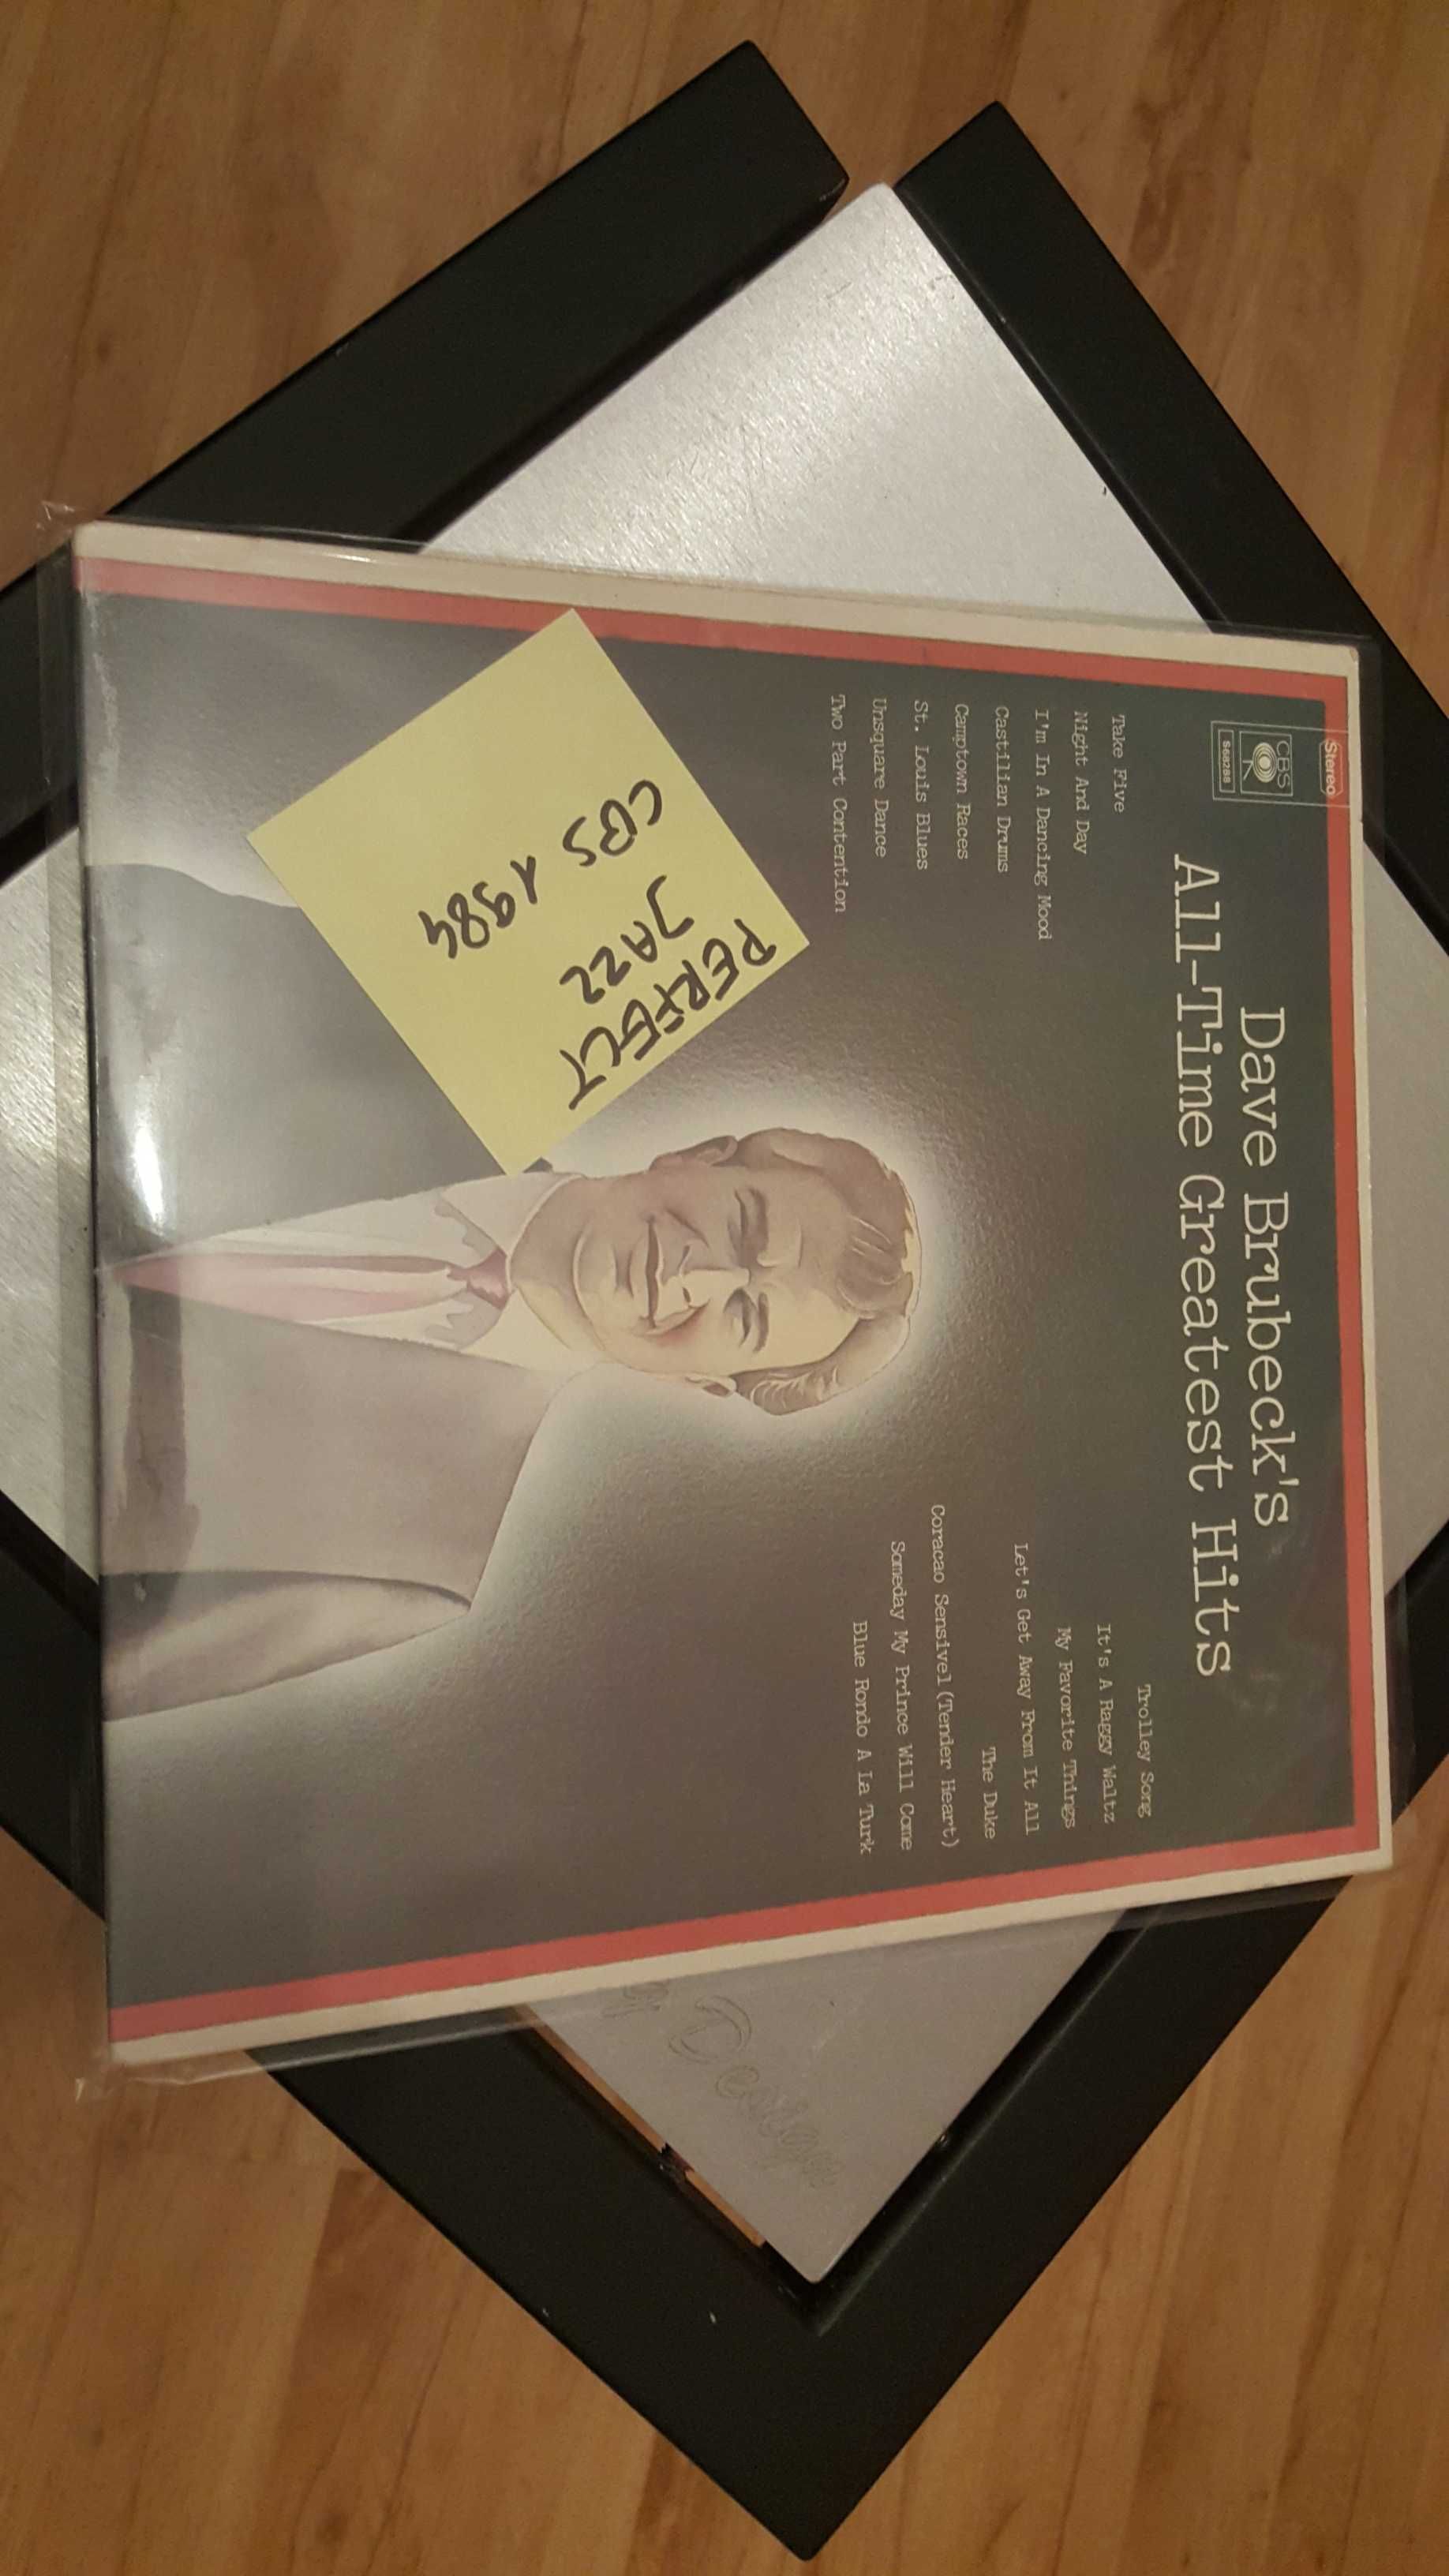 Stereo
CBS
S68288
Dave Brubeck's
All-Time Greatest Hits
Take Five
Night And Day
I'm In A Dancing Mood
Castilian Drums
Camptown Races
St. Louis Blues
Unsquare Dance
Two Part Contention
Trolley Song
It's A Raggy Waltz
My Favorite Things
Let's Get Away From It All
The Duke
Coracao Sensivel (Tender Heart)
Someday My Prince Will Come
Blue Rondo A La Turk
PERFECT
JAZZ
CBS 1984